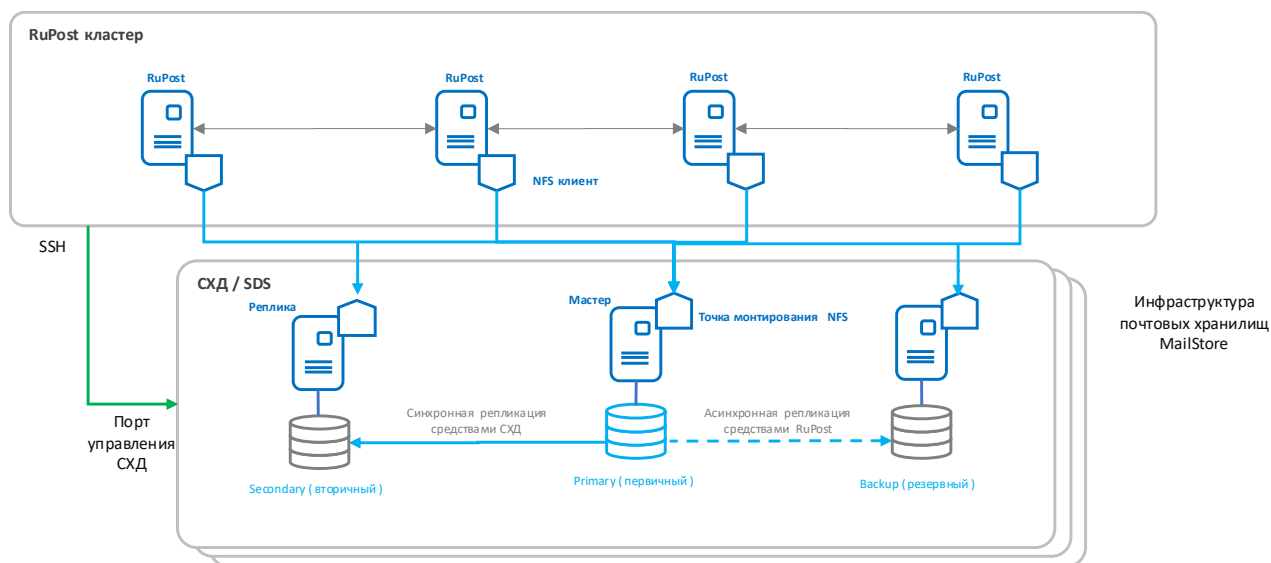 RuPost кластер
RuPost
RuPost
RuPost
RuPost
NFS клиент
SSH
СХД / SDS
Реплика
Мастер
Точка монтирования NFS
Инфраструктура
почтовых хранилищ
MailStore
Синхронная репликация
средствами СХД
Асинхронная репликация
средствами RuPost
Порт
управления
СХД
Secondary ( вторичный )
Primary ( первичный )
Backup ( резервный )